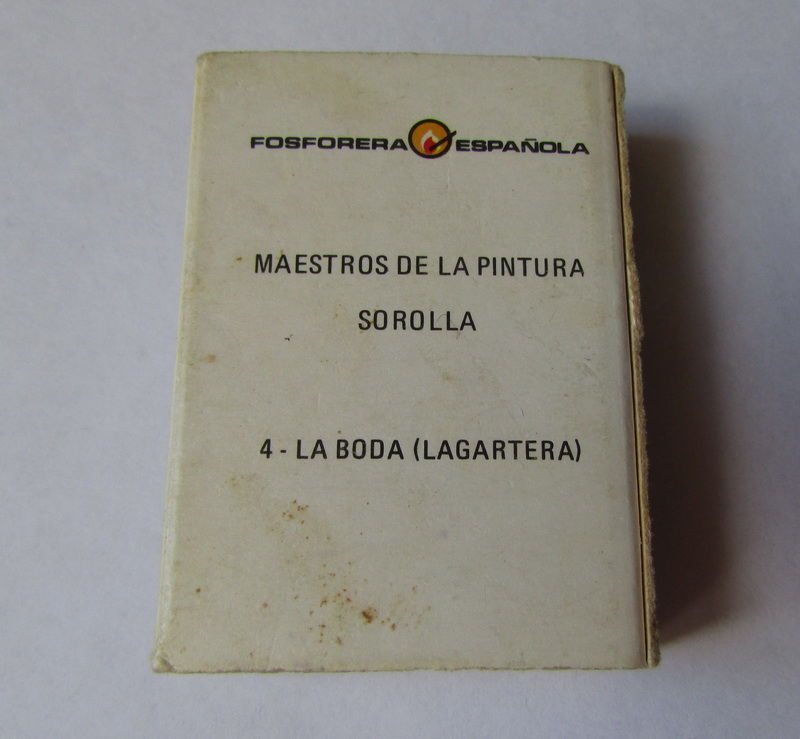 FOSFORERA ESPAÑOLA
MAESTROS DE LA PINTURA
SOROLLA
4 - LA BODA (LAGARTERA)